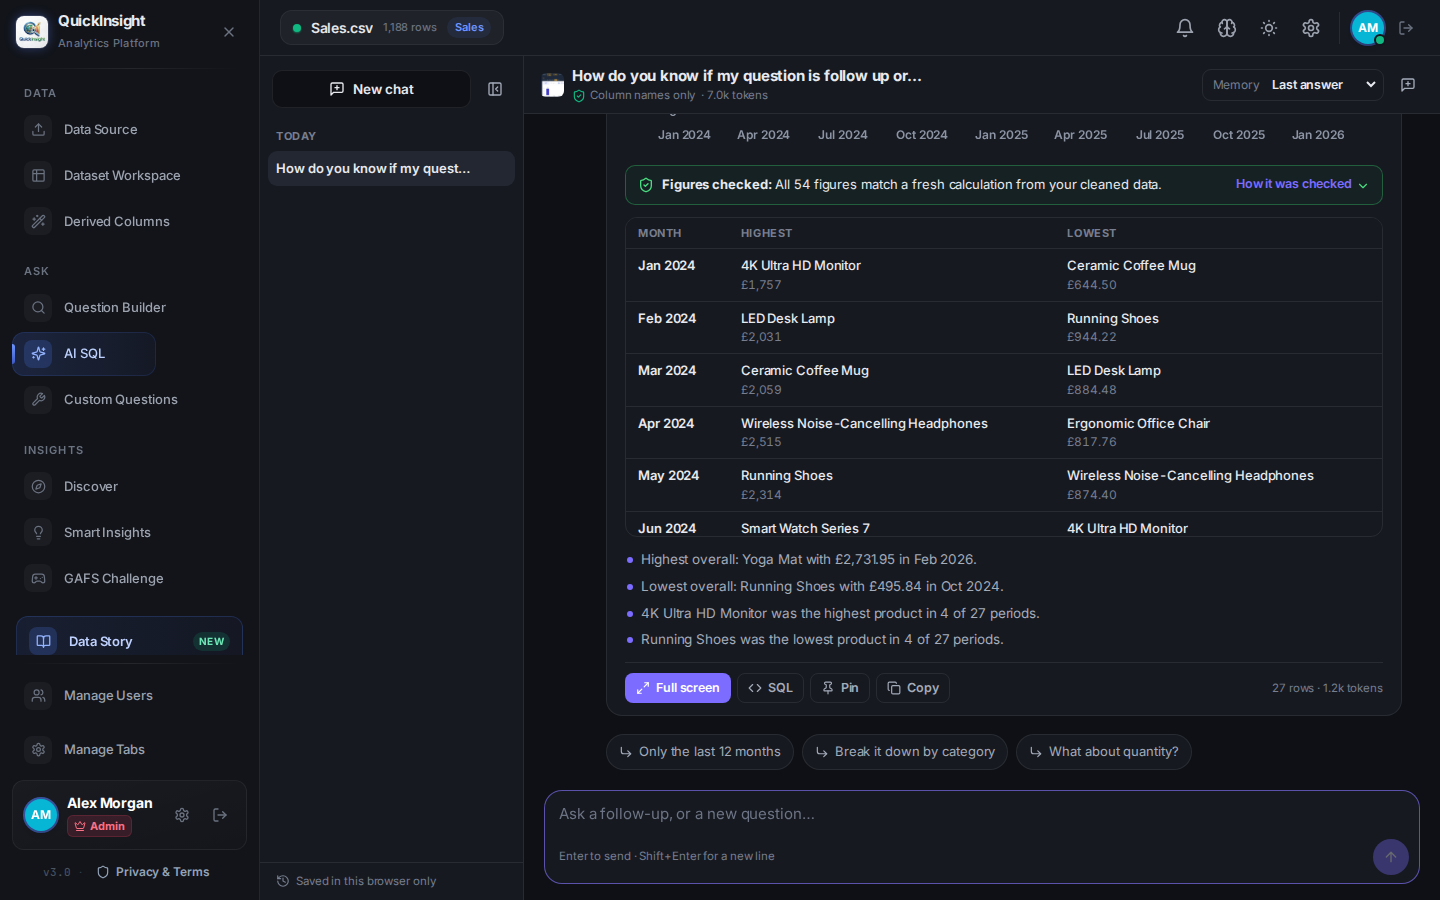 QuickInsight
Analytics Platform
DATA
Data Source
Dataset Workspace
Derived Columns
ASK
Question Builder
AI SQL
Custom Questions
INSIGHTS
Discover
Smart Insights
GAFS Challenge
Data Story NEW
Manage Users
Manage Tabs
AM Alex Morgan
Admin
v3.0 · Privacy & Terms
Sales.csv 1,188 rows Sales
AM
New chat
TODAY
How do you know if my quest...
Saved in this browser only
How do you know if my question is follow up or...
Column names only · 7.0k tokens
Memory Last answer
Jan 2024 Apr 2024 Jul 2024 Oct 2024 Jan 2025 Apr 2025 Jul 2025 Oct 2025 Jan 2026
Figures checked: All 54 figures match a fresh calculation from your cleaned data. How it was checked
MONTH HIGHEST LOWEST
Jan 2024 4K Ultra HD Monitor Ceramic Coffee Mug
£1,757 £644.50
Feb 2024 LED Desk Lamp Running Shoes
£2,031 £944.22
Mar 2024 Ceramic Coffee Mug LED Desk Lamp
£2,059 £884.48
Apr 2024 Wireless Noise-Cancelling Headphones Ergonomic Office Chair
£2,515 £817.76
May 2024 Running Shoes Wireless Noise-Cancelling Headphones
£2,314 £874.40
Jun 2024 Smart Watch Series 7 4K Ultra HD Monitor
Highest overall: Yoga Mat with £2,731.95 in Feb 2026.
Lowest overall: Running Shoes with £495.84 in Oct 2024.
4K Ultra HD Monitor was the highest product in 4 of 27 periods.
Running Shoes was the lowest product in 4 of 27 periods.
Full screen SQL Pin Copy 27 rows · 1.2k tokens
Only the last 12 months Break it down by category What about quantity?
Ask a follow-up, or a new question...
Enter to send · Shift+Enter for a new line